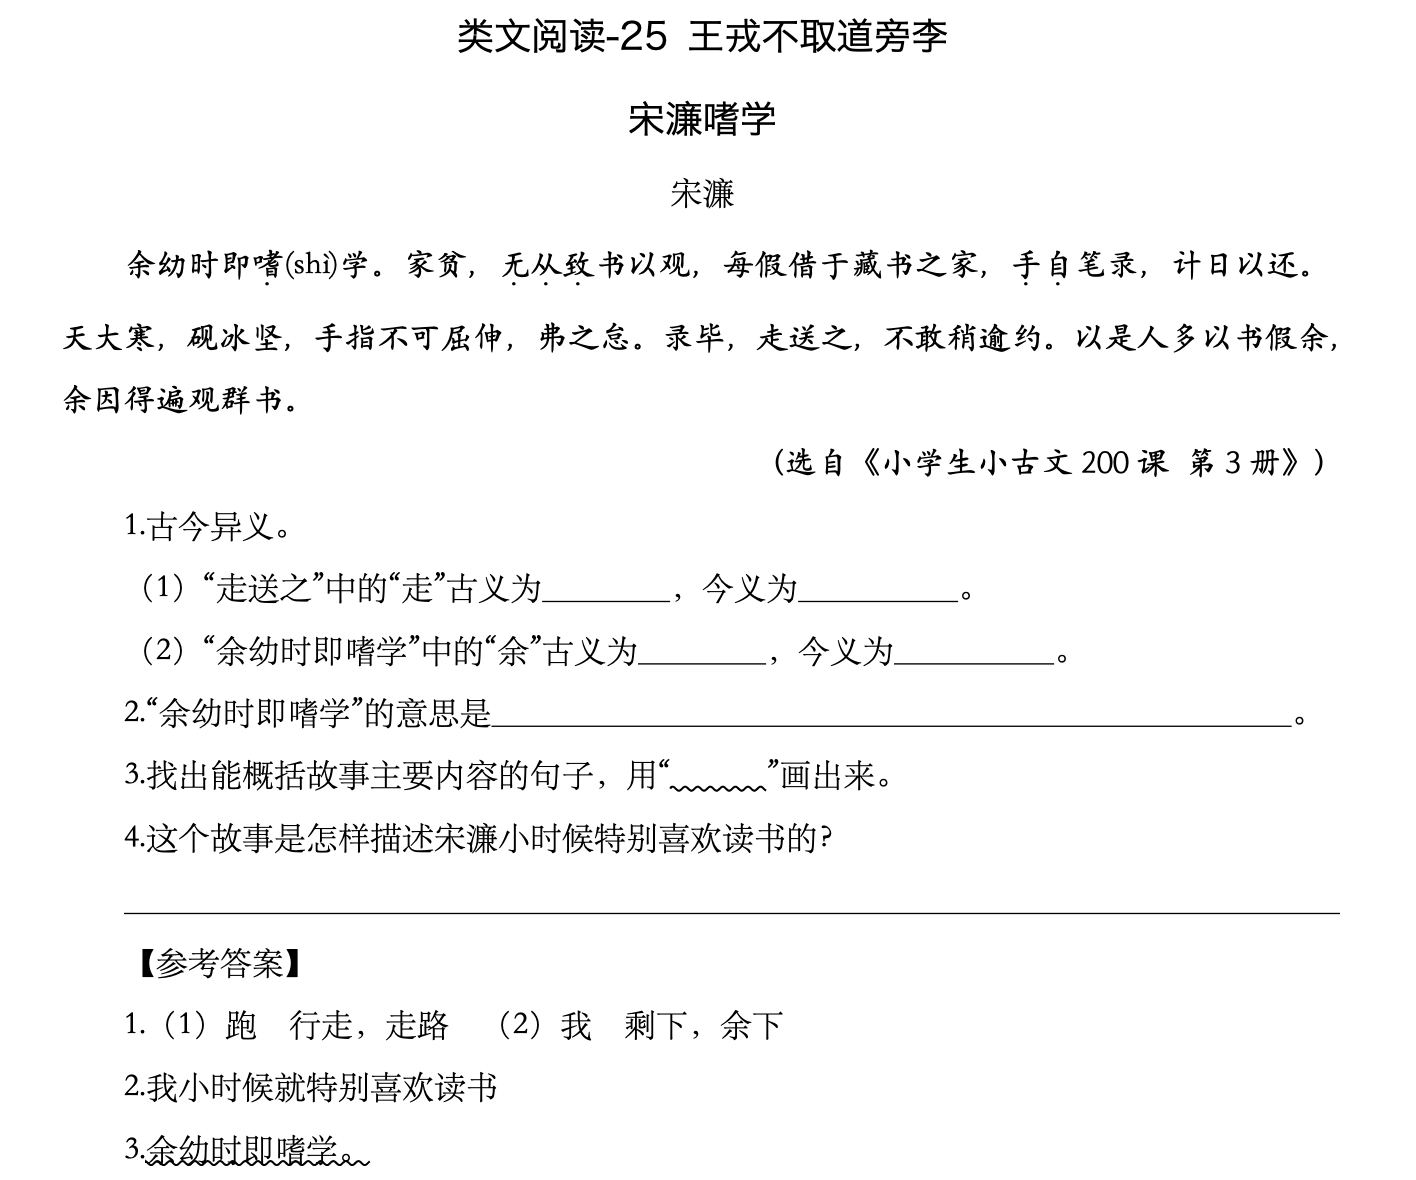 类文阅读-25 王戎不取道旁李
宋濂嗜学
宋濂
余幼时即嗜(shì)学。家贫，无从致书以观，每假借于藏书之家，手自笔录，计日以还。
天大寒，砚冰坚，手指不可屈伸，弗之怠。录毕，走送之，不敢稍逾约。以是人多以书假余，
余因得遍观群书。
（选自《小学生小古文 200 课 第 3 册》）
1.古今异义。
（1）“走送之”中的“走”古义为________，今义为__________。
（2）“余幼时即嗜学”中的“余”古义为________，今义为__________。
2.“余幼时即嗜学”的意思是__________________________________________________。
3.找出能概括故事主要内容的句子，用“______”画出来。
4.这个故事是怎样描述宋濂小时候特别喜欢读书的?
【参考答案】
1.（1）跑 行走，走路 （2）我 剩下，余下
2.我小时候就特别喜欢读书
3.余幼时即嗜学。